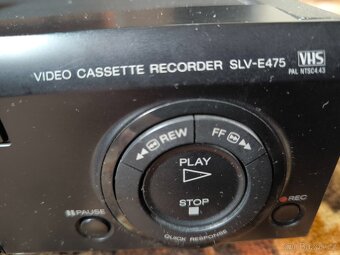 VIDEO CASSETTE RECORDER SLV-E475 VHS
PAL NTSC4.43
REW FF
PLAY
STOP
PAUSE REC
QUICK RESPONSE